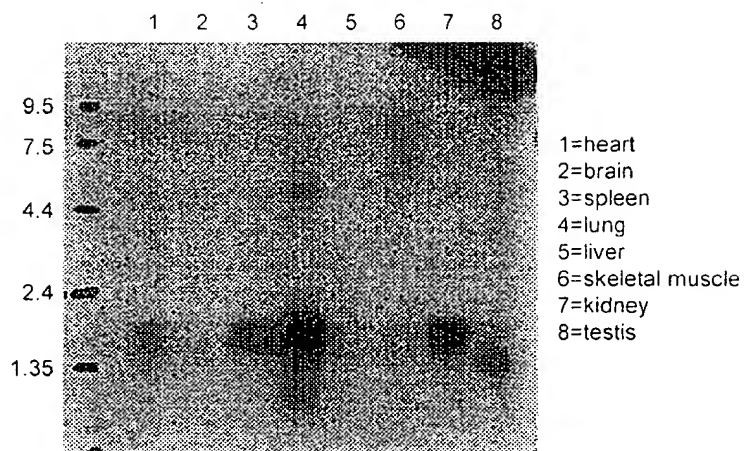 1 2 3 4 5 6 7 8
9.5
7.5
4.4
2.4
1.35
1=heart
2=brain
3=spleen
4=lung
5=liver
6=skeletal muscle
7=kidney
8=testis